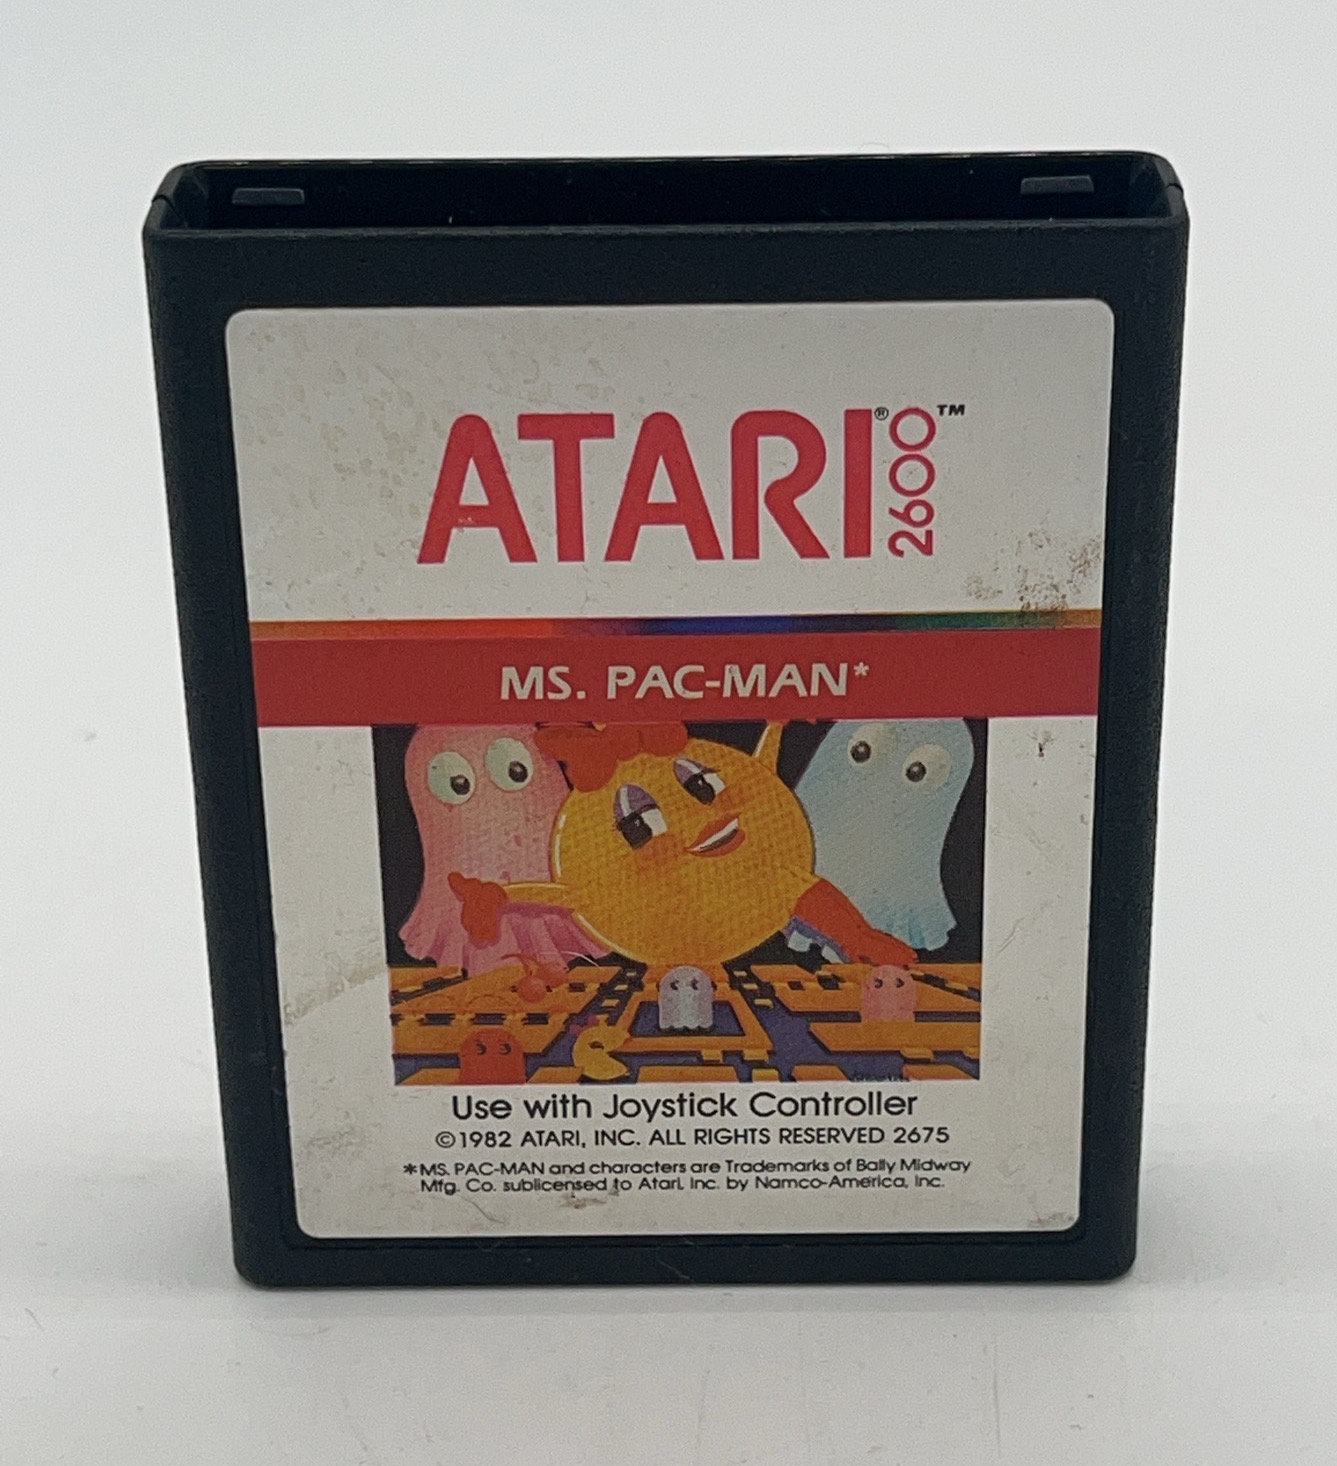 ATARI® 2600™
MS. PAC-MAN*
Use with Joystick Controller
©1982 ATARI, INC. ALL RIGHTS RESERVED 2675
*MS. PAC-MAN and characters are Trademarks of Bally Midway
Mfg. Co. sublicensed to Atari, Inc. by Namco-America, Inc.